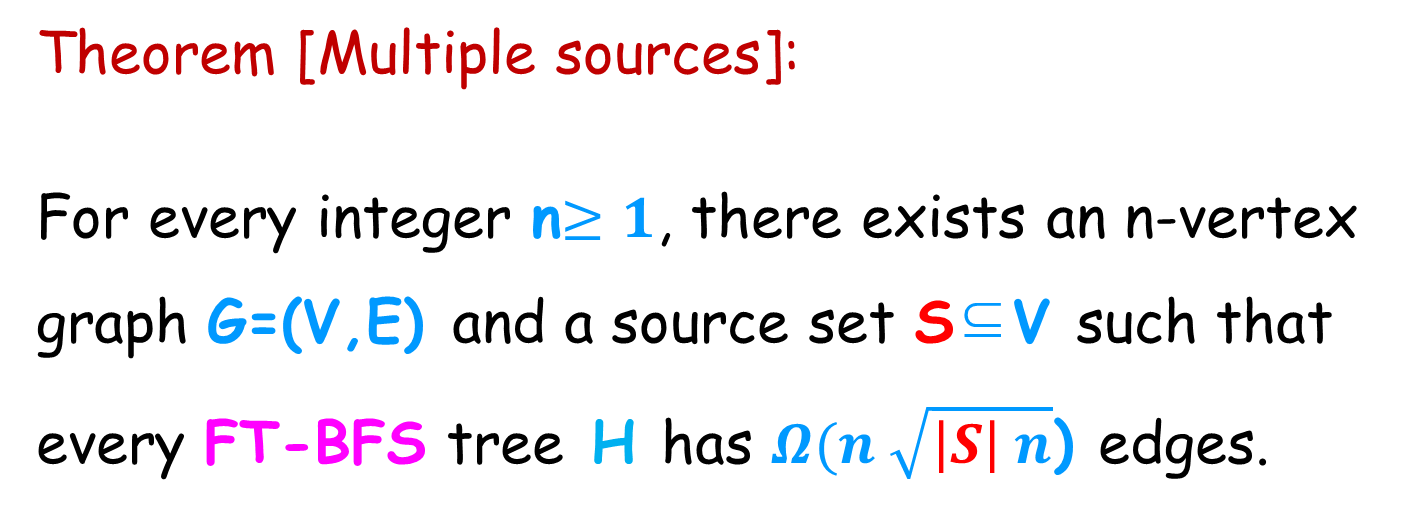 Theorem [Multiple sources]:
For every integer n≥ 1, there exists an n-vertex
graph G=(V,E) and a source set S⊆V such that
every FT-BFS tree H has Ω(n √|S| n) edges.